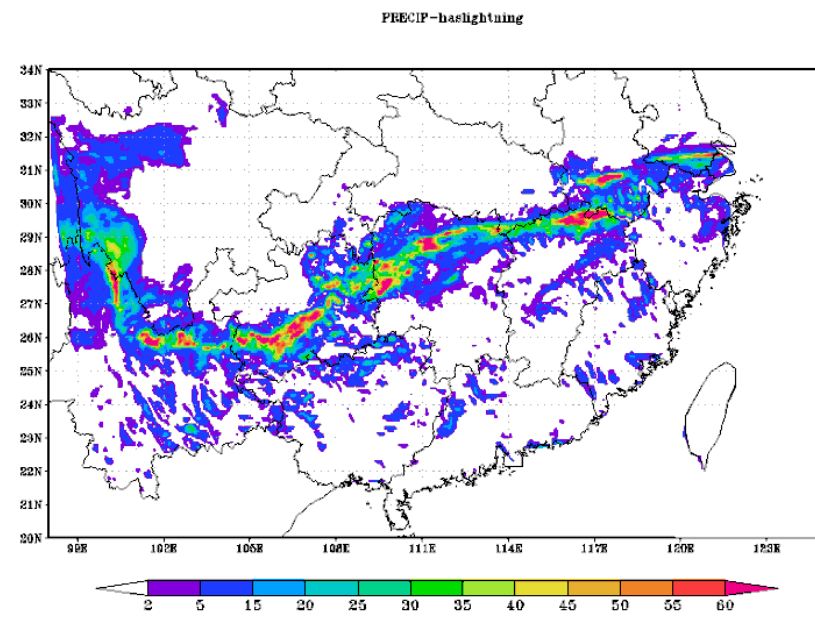 PRECIP-haslightning
34N
33N
32N
31N
30N
29N
28N
27N
26N
25N
24N
23N
22N
21N
20N
99E 102E 105E 108E 111E 114E 117E 120E 123E
2 5 15 20 25 30 35 40 45 50 55 60